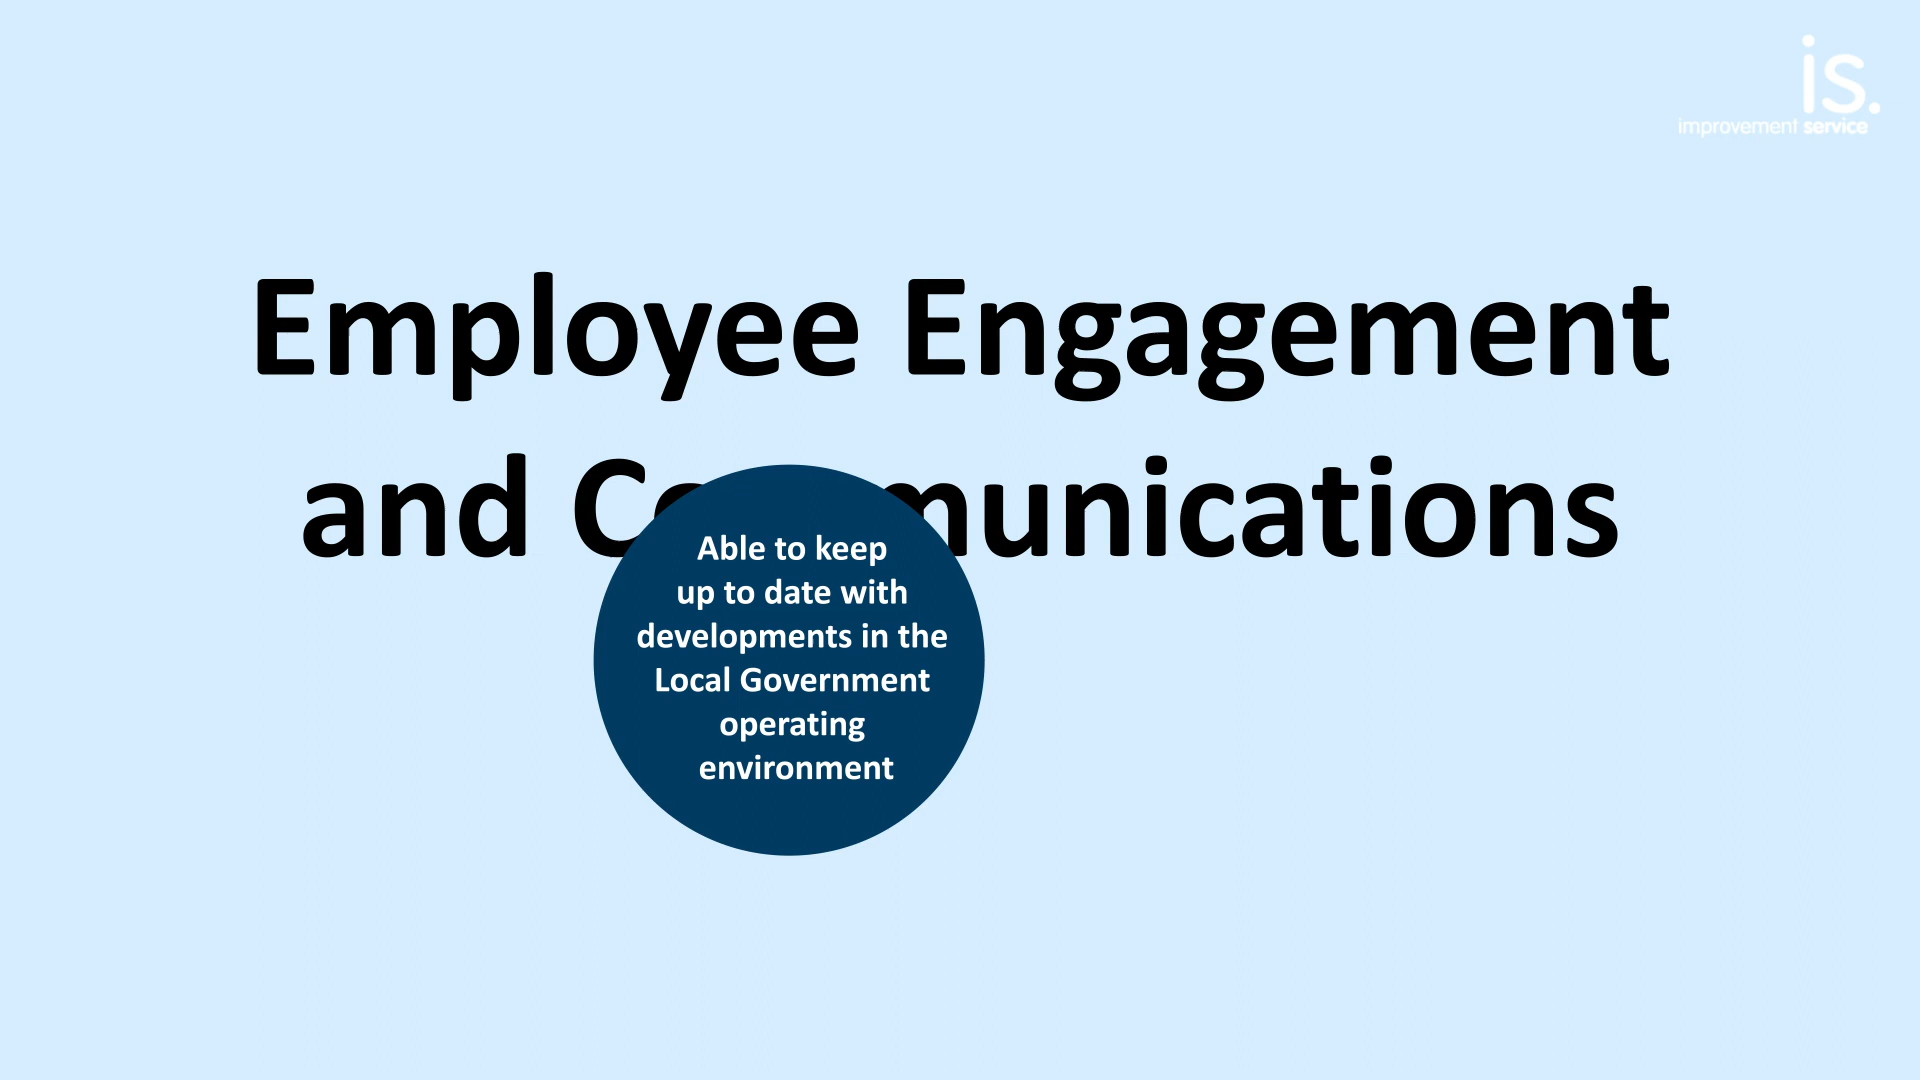 is.
improvement service
Employee Engagement
and Communications
Able to keep
up to date with
developments in the
Local Government
operating
environment